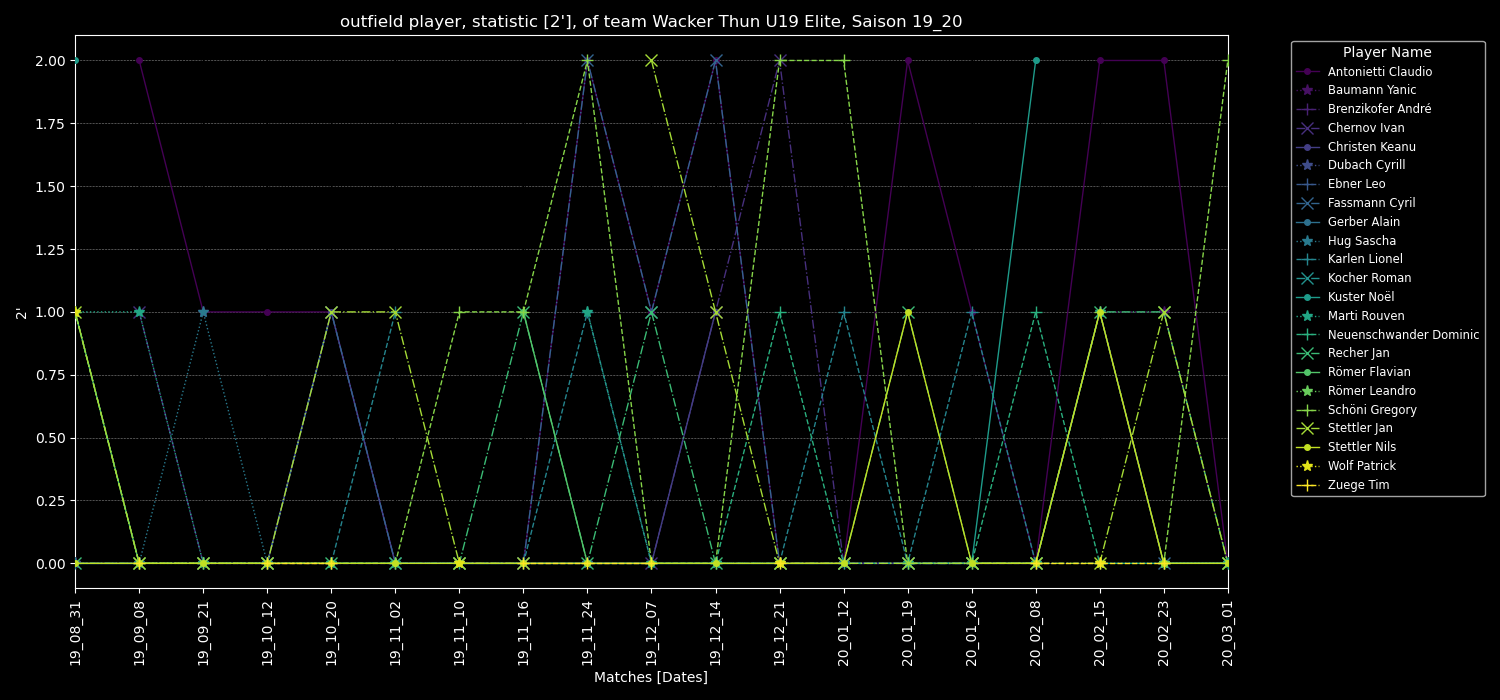 outfield player, statistic [2'], of team Wacker Thun U19 Elite, Saison 19_20
2'
2.00
1.75
1.50
1.25
1.00
0.75
0.50
0.25
0.00
19_08_31
19_09_08
19_09_21
19_10_12
19_10_20
19_11_02
19_11_10
19_11_16
19_11_24
19_12_07
19_12_14
19_12_21
20_01_12
20_01_19
20_01_26
20_02_08
20_02_15
20_02_23
20_03_01
Matches [Dates]
Player Name
Antonietti Claudio
Baumann Yanic
Brenzikofer André
Chernov Ivan
Christen Keanu
Dubach Cyrill
Ebner Leo
Fassmann Cyril
Gerber Alain
Hug Sascha
Karlen Lionel
Kocher Roman
Kuster Noël
Marti Rouven
Neuenschwander Dominic
Recher Jan
Römer Flavian
Römer Leandro
Schöni Gregory
Stettler Jan
Stettler Nils
Wolf Patrick
Zuege Tim